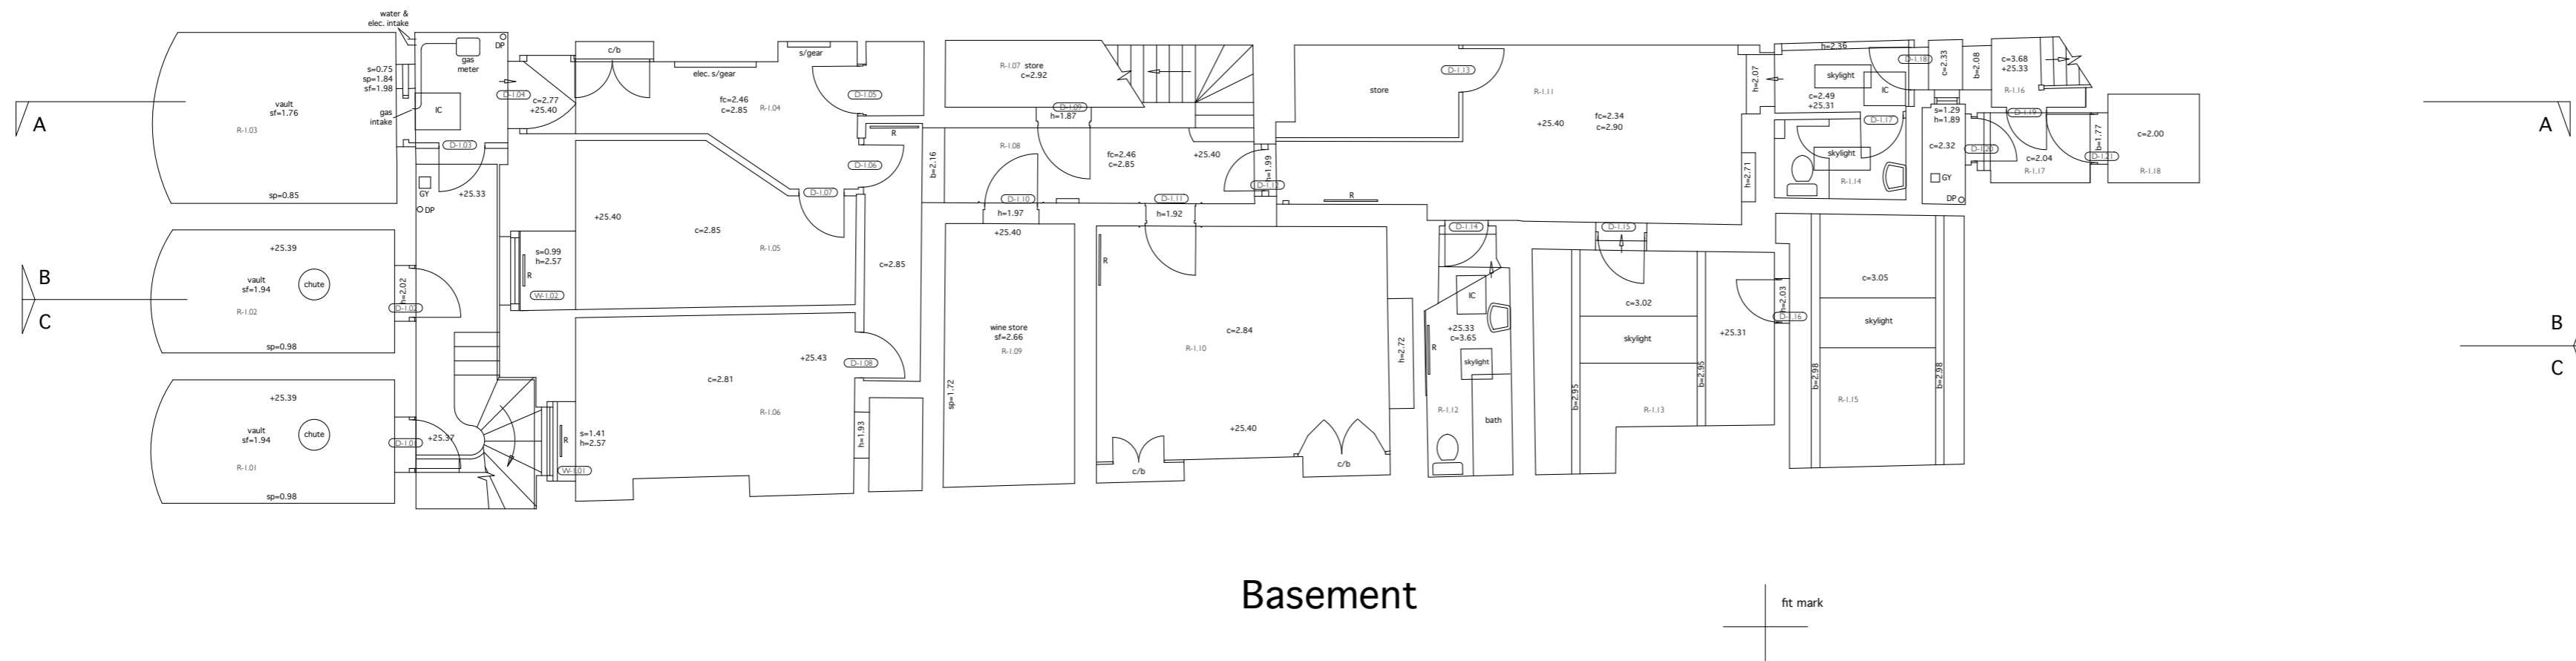 water &
elec. intake
DP
gas
meter
s=0.75
sp=1.84
sf=1.98
IC
gas
intake
vault
sf=1.76
R-1.03
sp=0.85
A
D-1.03
D-1.04
c=2.77
+25.40
c/b
elec. s/gear
s/gear
fc=2.46
c=2.85
R-1.04
D-1.05
R
D-1.06
D-1.07
GY
+25.33
DP
+25.40
c=2.85
R-1.05
c=2.85
s=0.99
h=2.57
R
W-1.02
+25.39
vault
sf=1.94
chute
R-1.02
sp=0.98
h=2.02
D-1.02
B
C
+25.39
vault
sf=1.94
chute
R-1.01
sp=0.98
+25.37
R
s=1.41
h=2.57
W-1.01
+25.43
c=2.81
R-1.06
D-1.08
h=1.93
R-1.07
store
c=2.92
D-1.09
h=1.87
b=2.16
R-1.08
fc=2.46
c=2.85
+25.40
h=1.99
D-1.10
h=1.97
D-1.11
h=1.92
+25.40
wine store
sf=2.66
R-1.09
sp=1.72
R
c=2.84
R-1.10
+25.40
c/b
c/b
h=2.72
store
D-1.13
R-1.11
+25.40
fc=2.34
c=2.90
R
h=2.07
h=2.71
D-1.14
D-1.15
IC
+25.33
c=3.65
R
skylight
R-1.12
bath
c=3.02
skylight
b=2.95
b=2.95
R-1.13
+25.31
h=2.03
D-1.16
c=3.05
skylight
b=2.98
b=2.98
R-1.15
h=2.36
skylight
IC
c=2.49
+25.31
D-1.18
D-1.17
skylight
R-1.14
c=2.33
b=2.08
c=3.68
+25.33
R-1.16
s=1.29
h=1.89
D-1.19
c=2.32
D-1.20
c=2.04
R-1.17
b=1.77
D-1.21
c=2.00
R-1.18
GY
DP
A
B
C
Basement
fit mark